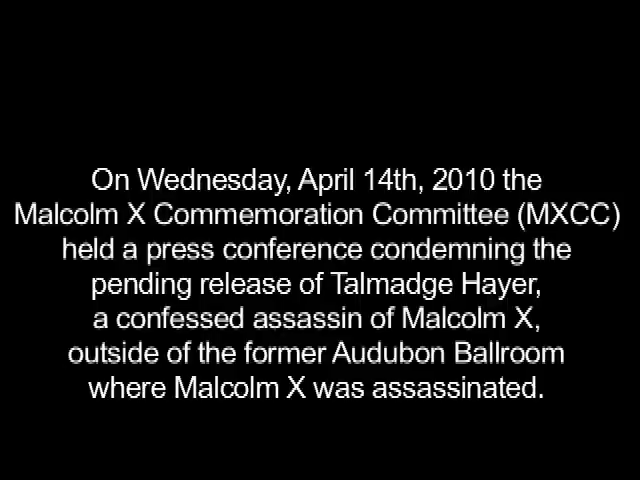 On Wednesday, April 14th, 2010 the
Malcolm X Commemoration Committee (MXCC)
held a press conference condemning the
pending release of Talmadge Hayer,
a confessed assassin of Malcolm X,
outside of the former Audubon Ballroom
where Malcolm X was assassinated.